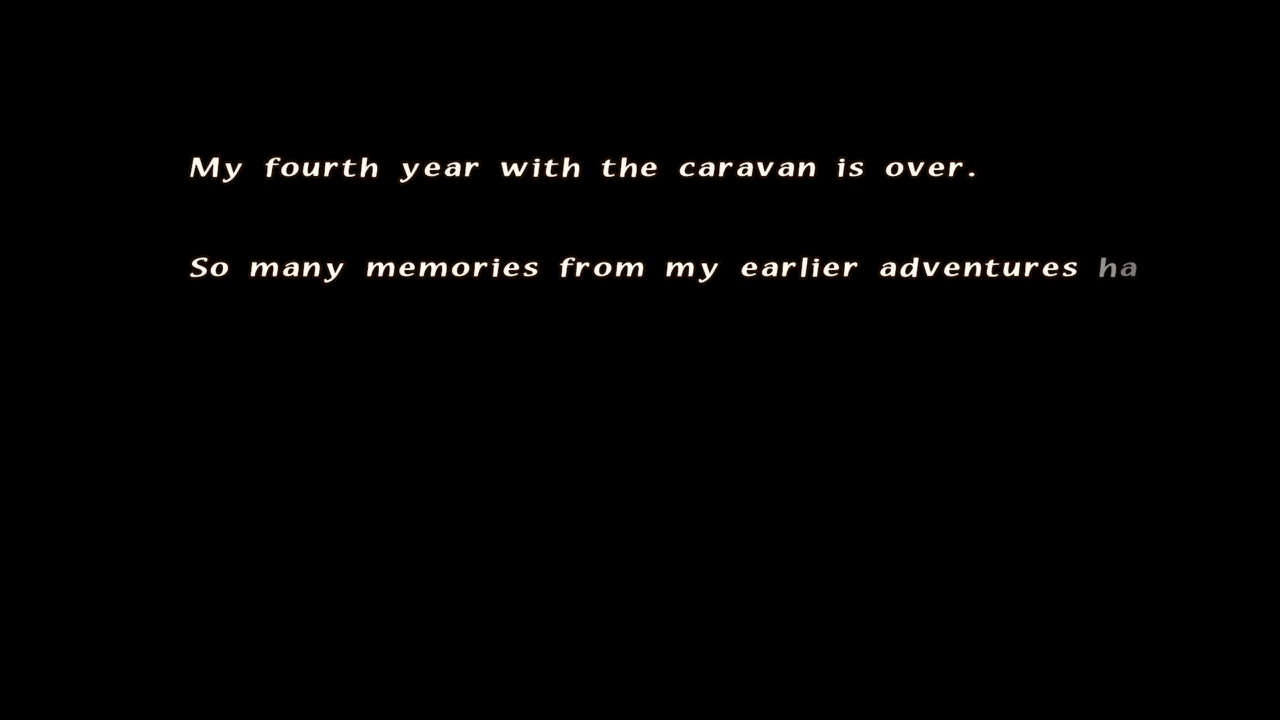 My fourth year with the caravan is over.
So many memories from my earlier adventures ha